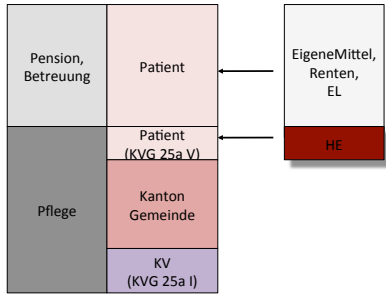 Pension,
Betreuung
Patient
EigeneMittel,
Renten,
EL
Patient
(KVG 25a V)
HE
Pflege
Kanton
Gemeinde
KV
(KVG 25a I)